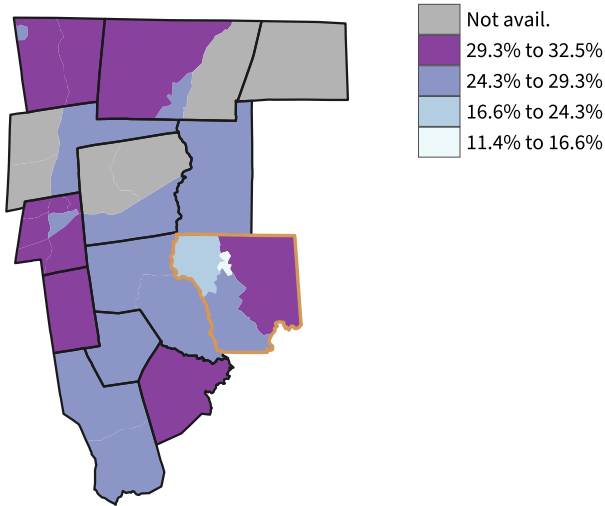 Not avail.
29.3% to 32.5%
24.3% to 29.3%
16.6% to 24.3%
11.4% to 16.6%